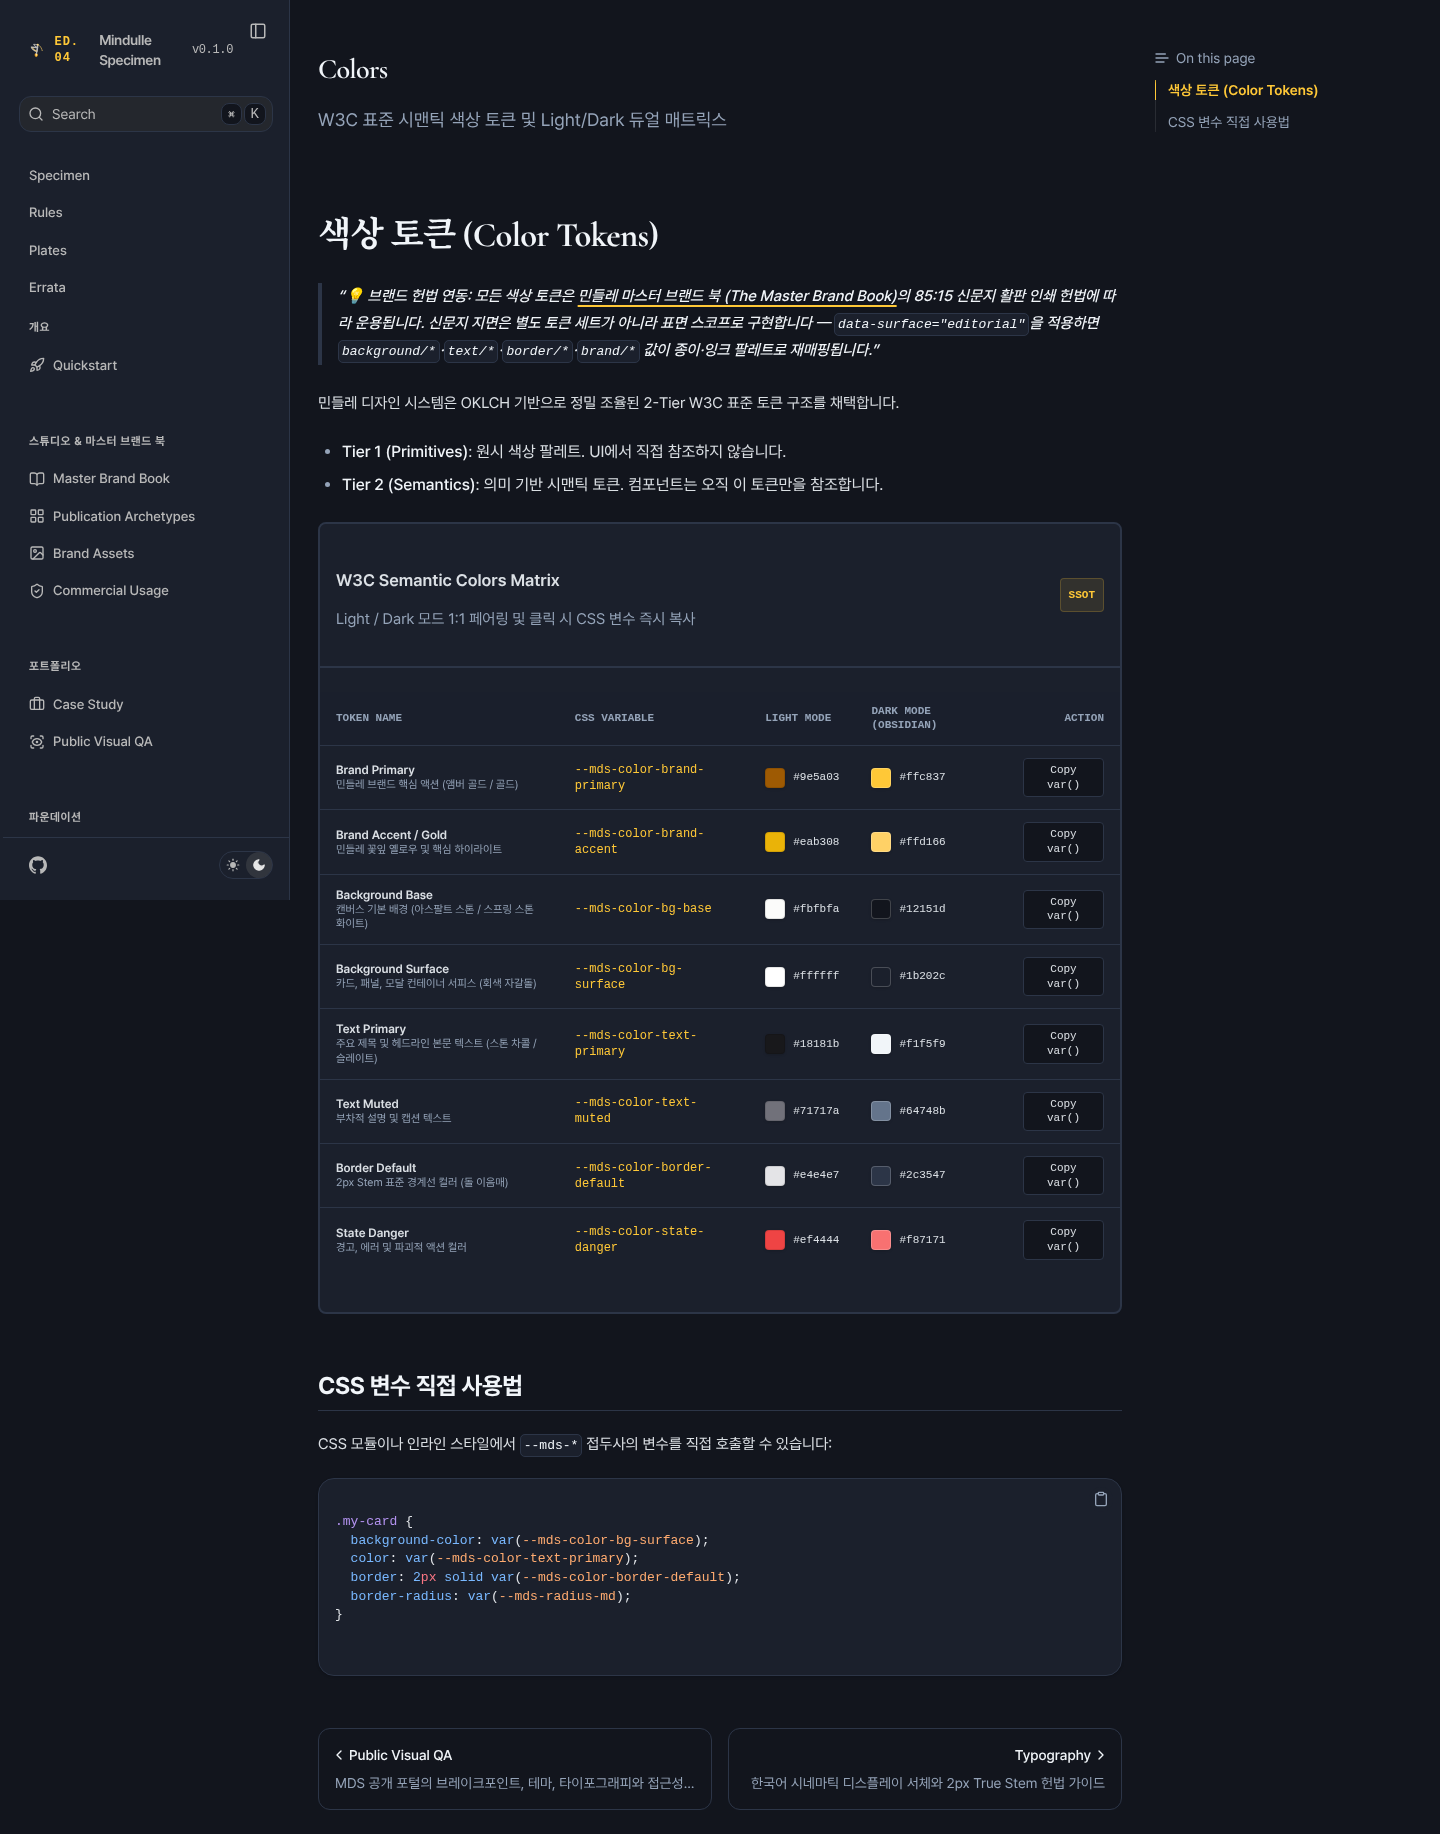 ED. 04
Mindulle Specimen
v0.1.0
Search
⌘ K
Specimen
Rules
Plates
Errata
개요
Quickstart
스튜디오 & 마스터 브랜드 북
Master Brand Book
Publication Archetypes
Brand Assets
Commercial Usage
포트폴리오
Case Study
Public Visual QA
파운데이션
Colors
W3C 표준 시맨틱 색상 토큰 및 Light/Dark 듀얼 매트릭스
색상 토큰 (Color Tokens)
“💡 브랜드 헌법 연동: 모든 색상 토큰은 민들레 마스터 브랜드 북 (The Master Brand Book)의 85:15 신문지 활판 인쇄 헌법에 따
라 운용됩니다. 신문지 지면은 별도 토큰 세트가 아니라 표면 스코프로 구현합니다 — data-surface="editorial" 을 적용하면
background/* · text/* · border/* · brand/* 값이 종이·잉크 팔레트로 재매핑됩니다.”
민들레 디자인 시스템은 OKLCH 기반으로 정밀 조율된 2-Tier W3C 표준 토큰 구조를 채택합니다.
• Tier 1 (Primitives): 원시 색상 팔레트. UI에서 직접 참조하지 않습니다.
• Tier 2 (Semantics): 의미 기반 시맨틱 토큰. 컴포넌트는 오직 이 토큰만을 참조합니다.
W3C Semantic Colors Matrix
Light / Dark 모드 1:1 페어링 및 클릭 시 CSS 변수 즉시 복사
SSOT
TOKEN NAME CSS VARIABLE LIGHT MODE DARK MODE (OBSIDIAN) ACTION
Brand Primary
민들레 브랜드 핵심 액션 (앰버 골드 / 골드)
--mds-color-brand-primary
#9e5a03
#ffc837
Copy var()
Brand Accent / Gold
민들레 꽃잎 옐로우 및 핵심 하이라이트
--mds-color-brand-accent
#eab308
#ffd166
Copy var()
Background Base
캔버스 기본 배경 (아스팔트 스톤 / 스프링 스톤
화이트)
--mds-color-bg-base
#fbfbfa
#12151d
Copy var()
Background Surface
카드, 패널, 모달 컨테이너 서피스 (회색 자갈돌)
--mds-color-bg-surface
#ffffff
#1b202c
Copy var()
Text Primary
주요 제목 및 헤드라인 본문 텍스트 (스톤 차콜 /
슬레이트)
--mds-color-text-primary
#18181b
#f1f5f9
Copy var()
Text Muted
부차적 설명 및 캡션 텍스트
--mds-color-text-muted
#71717a
#64748b
Copy var()
Border Default
2px Stem 표준 경계선 컬러 (돌 이음매)
--mds-color-border-default
#e4e4e7
#2c3547
Copy var()
State Danger
경고, 에러 및 파괴적 액션 컬러
--mds-color-state-danger
#ef4444
#f87171
Copy var()
CSS 변수 직접 사용법
CSS 모듈이나 인라인 스타일에서 --mds-* 접두사의 변수를 직접 호출할 수 있습니다:
.my-card {
  background-color: var(--mds-color-bg-surface);
  color: var(--mds-color-text-primary);
  border: 2px solid var(--mds-color-border-default);
  border-radius: var(--mds-radius-md);
}
Public Visual QA
MDS 공개 포털의 브레이크포인트, 테마, 타이포그래피와 접근성...
Typography
한국어 시네마틱 디스플레이 서체와 2px True Stem 헌법 가이드
On this page
색상 토큰 (Color Tokens)
CSS 변수 직접 사용법